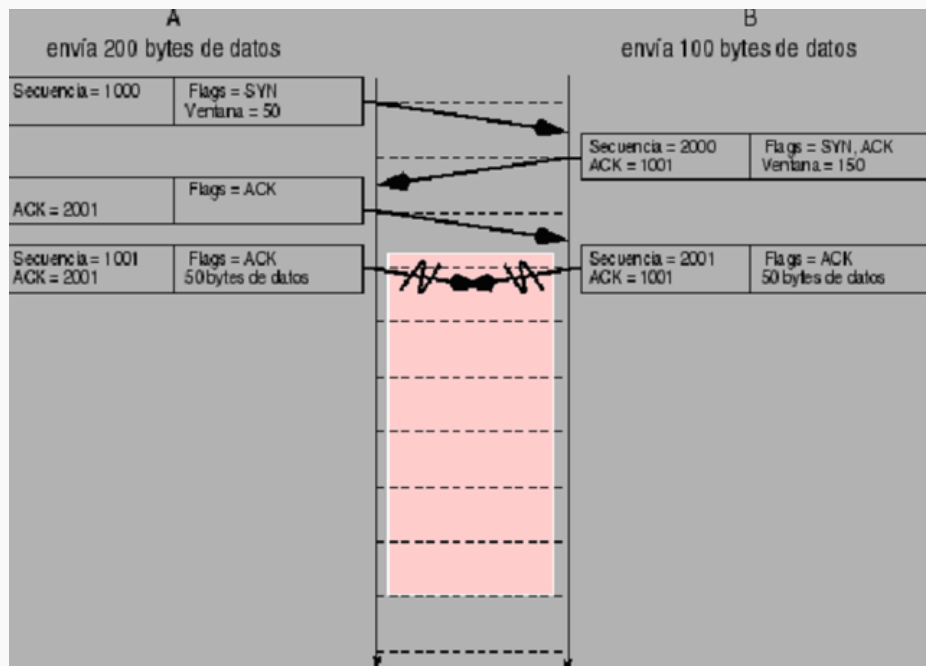 A
envía 200 bytes de datos
B
envía 100 bytes de datos
Secuencia = 1000
Flags = SYN
Ventana = 50
Secuencia = 2000
ACK = 1001
Flags = SYN, ACK
Ventana = 150
Flags = ACK
ACK = 2001
Secuencia = 1001
ACK = 2001
Flags = ACK
50 bytes de datos
Secuencia = 2001
ACK = 1001
Flags = ACK
50 bytes de datos